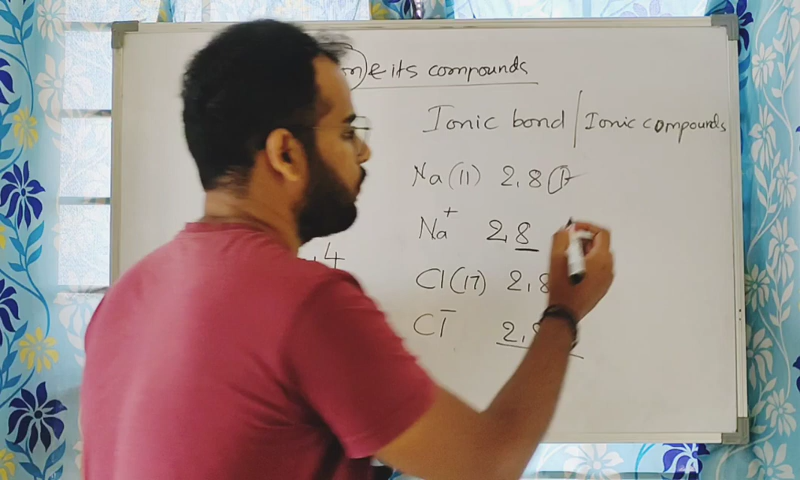 & its compounds
Ionic bond | Ionic compounds
Na (11) 2,8,1
Na+ 2,8
, 4
Cl (17) 2,8
Cl- 2,8